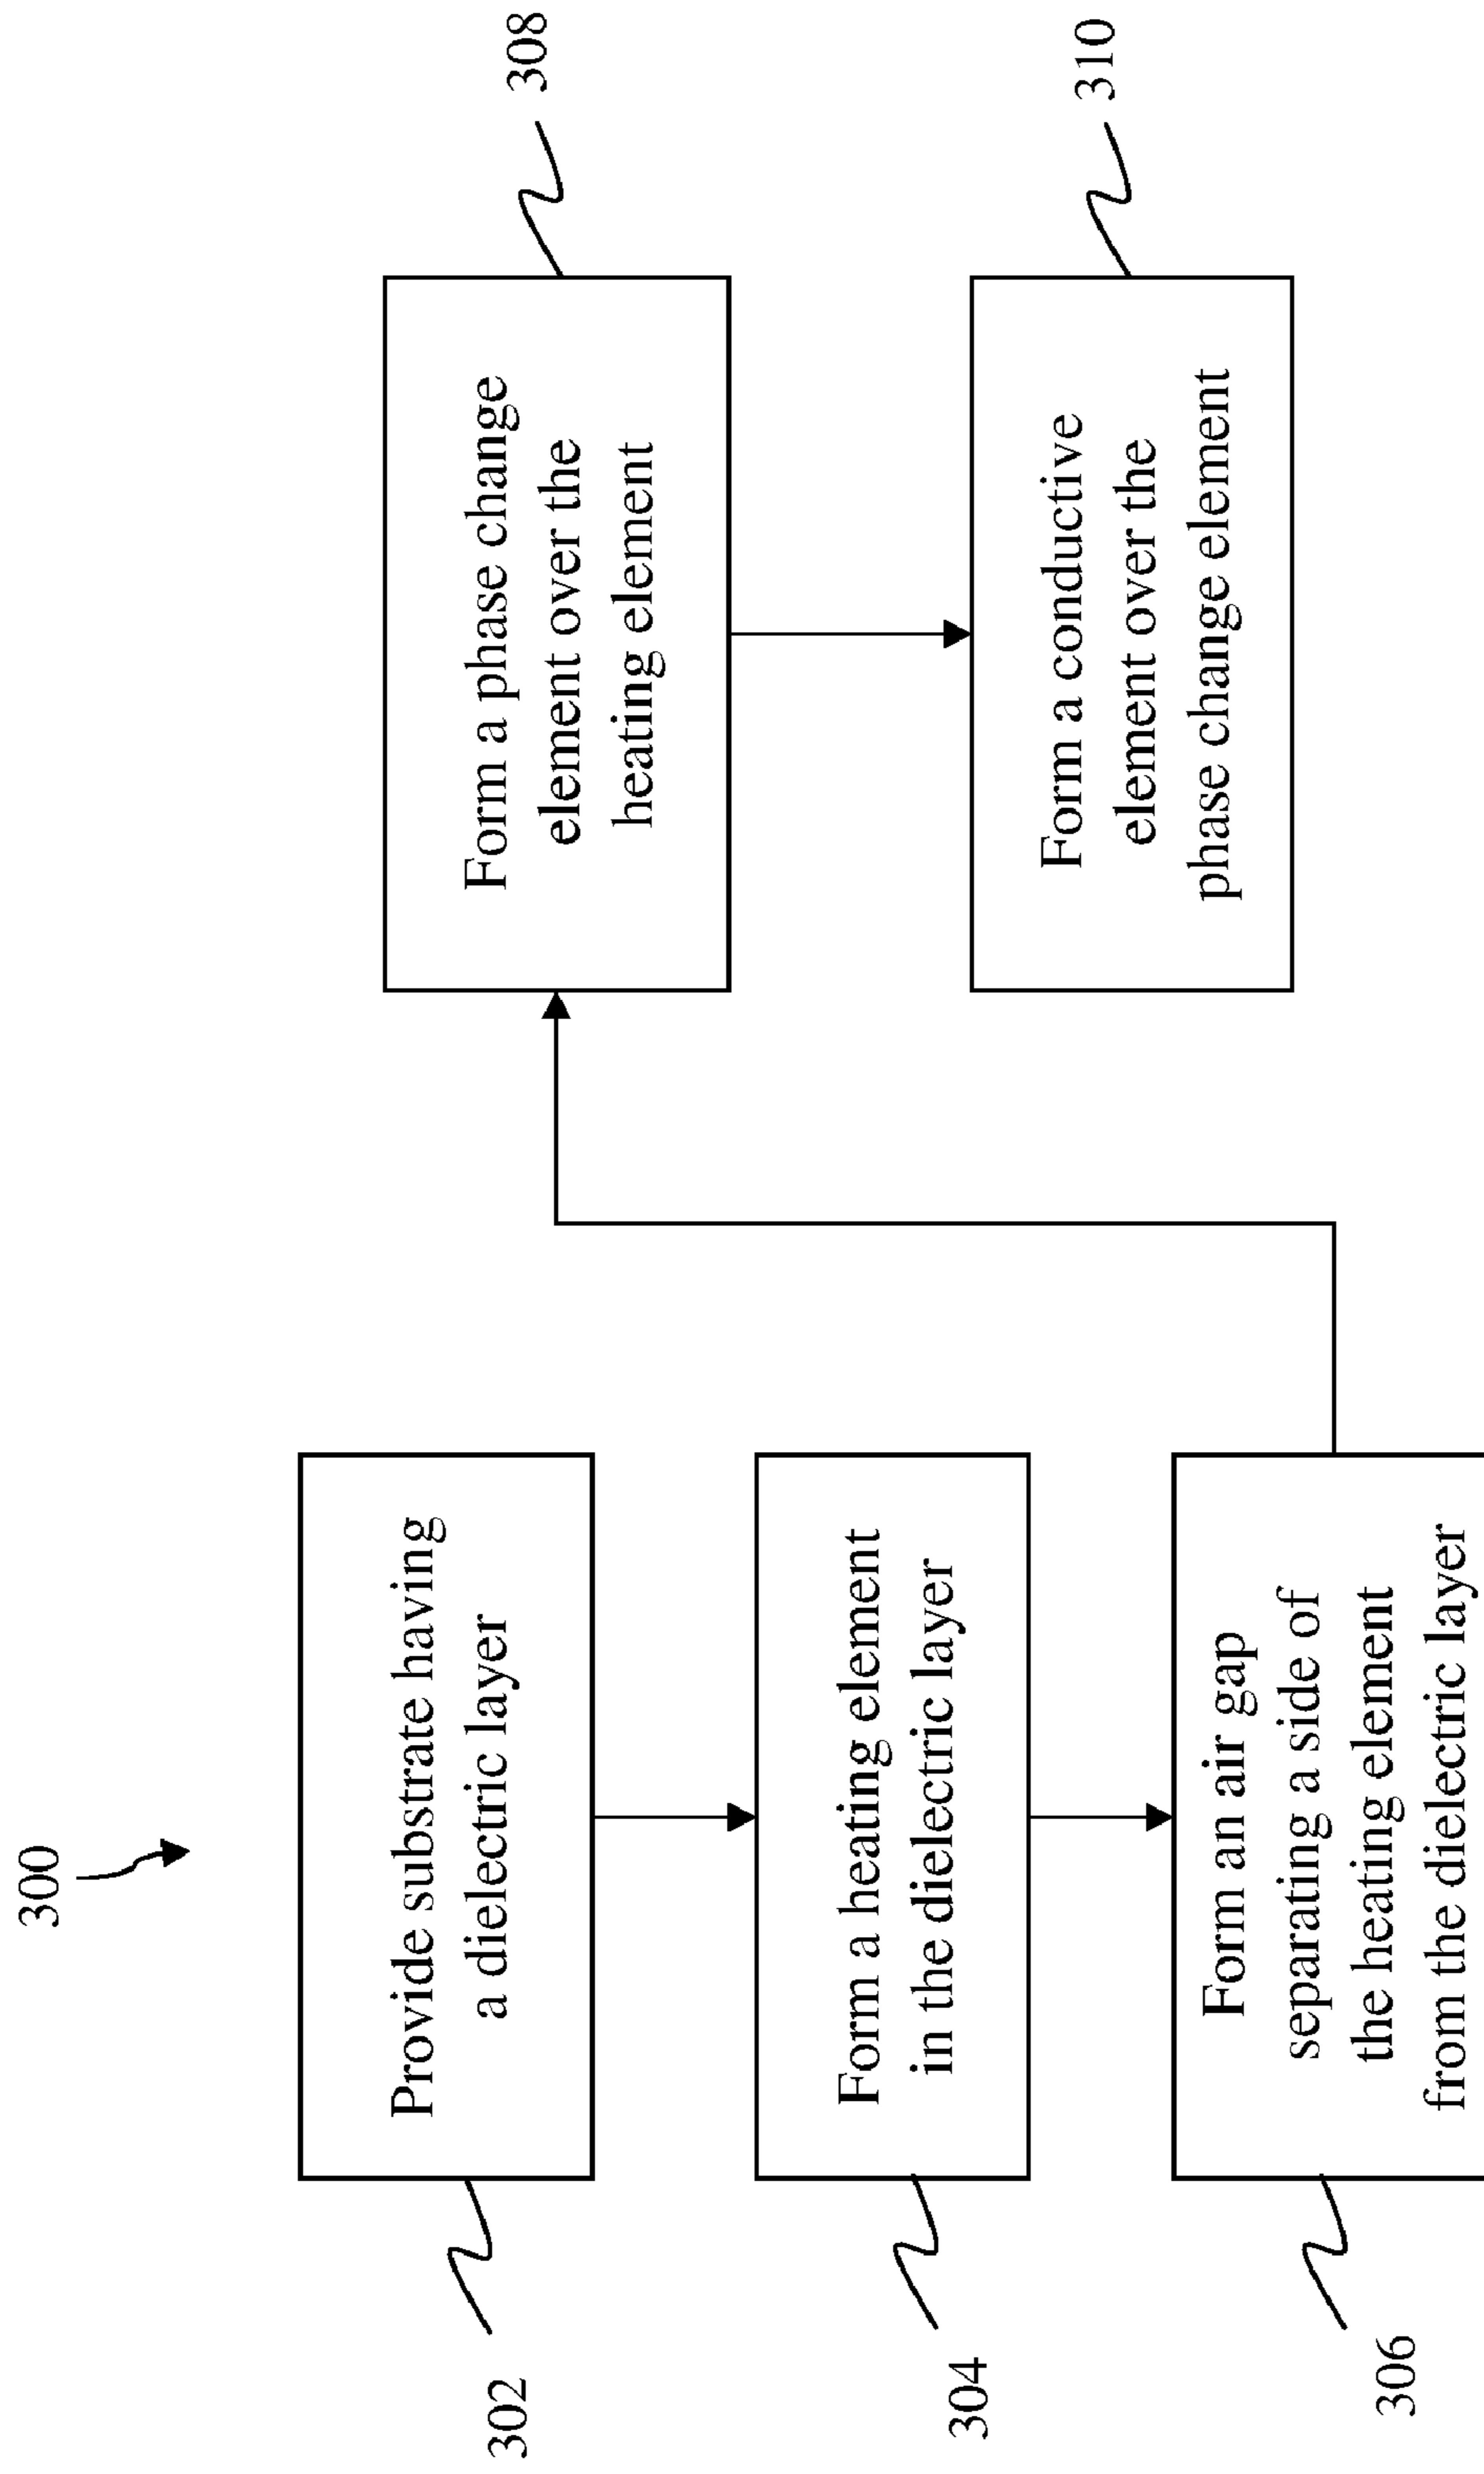 300
302
Provide substrate having
a dielectric layer
304
Form a heating element
in the dielectric layer
306
Form an air gap
separating a side of
the heating element
from the dielectric layer
308
Form a phase change
element over the
heating element
310
Form a conductive
element over the
phase change element